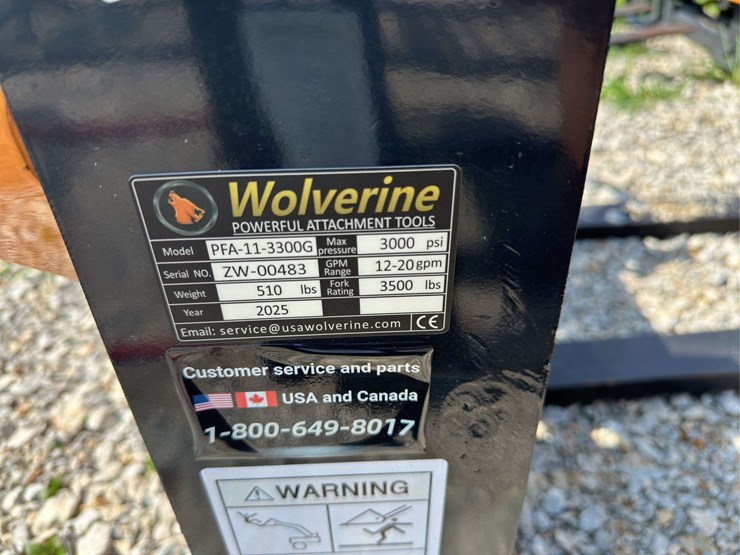 Wolverine
POWERFUL ATTACHMENT TOOLS
Model PFA-11-3300G Max pressure 3000 psi
Serial NO. ZW-00483 GPM Range 12-20gpm
Weight 510 lbs Fork Rating 3500 lbs
Year 2025
Email: service@usawolverine.com CE
Customer service and parts
USA and Canada
1-800-649-8017
WARNING